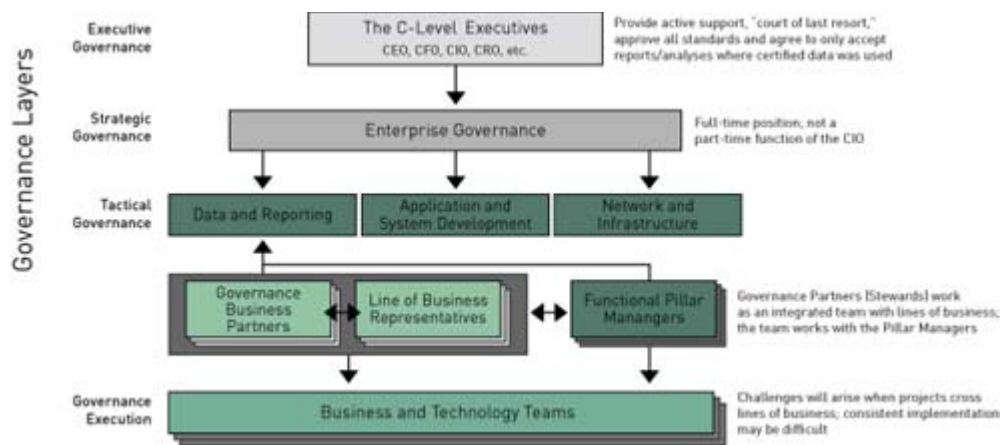 Governance Layers
Executive
Governance
The C-Level Executives
CEO, CFO, CIO, CRO, etc.
Provide active support, "court of last resort,"
approve all standards and agree to only accept
reports/analyses where certified data was used
Strategic
Governance
Enterprise Governance
Full-time position; not a
part-time function of the CIO
Tactical
Governance
Data and Reporting
Application and
System Development
Network and
Infrastructure
Governance
Business
Partners
Line of Business
Representatives
Functional Pillar
Manangers
Governance Partners (Stewards) work
as an integrated team with lines of business;
the team works with the Pillar Managers
Governance
Execution
Business and Technology Teams
Challenges will arise when projects cross
lines of business; consistent implementation
may be difficult